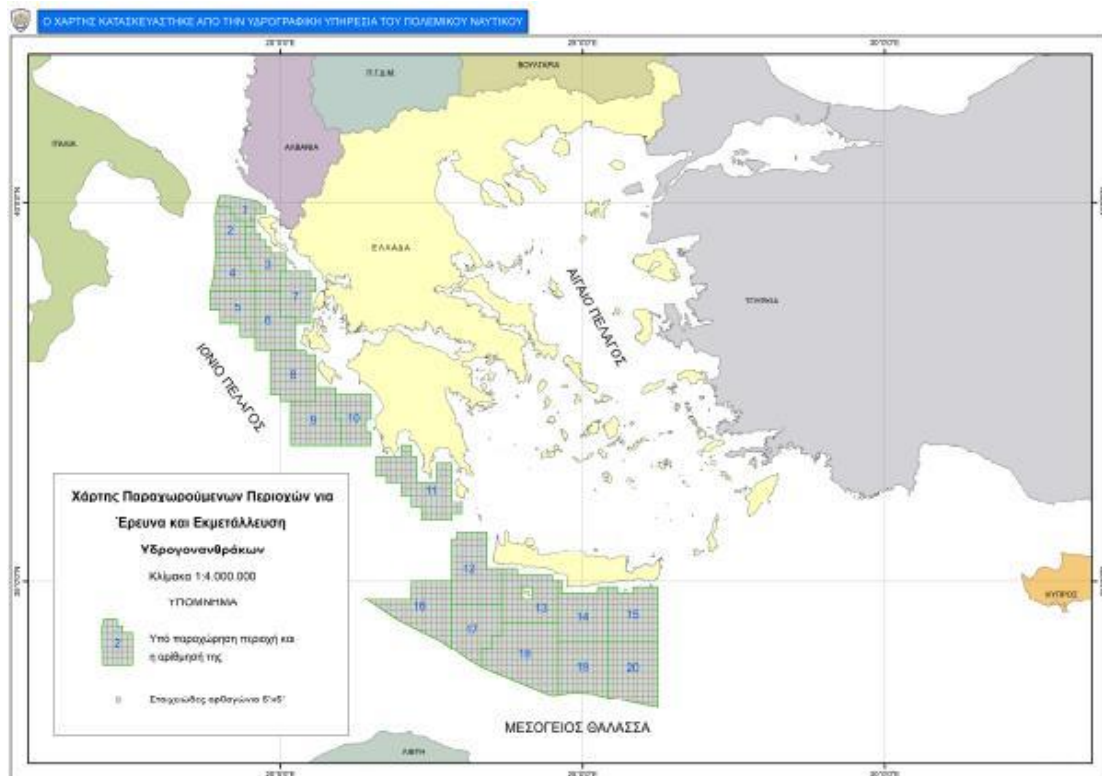 Ο ΧΑΡΤΗΣ ΚΑΤΑΣΚΕΥΑΣΤΗΚΕ ΑΠΟ ΤΗΝ ΥΔΡΟΓΡΑΦΙΚΗ ΥΠΗΡΕΣΙΑ ΤΟΥ ΠΟΛΕΜΙΚΟΥ ΝΑΥΤΙΚΟΥ
ΒΟΥΛΓΑΡΙΑ
Π.Γ.Δ.Μ.
ΙΤΑΛΙΑ
ΑΛΒΑΝΙΑ
1
2
ΕΛΛΑΔΑ
3
4
7
ΑΙΓΑΙΟ ΠΕΛΑΓΟΣ
ΤΟΥΡΚΙΑ
5
6
ΙΟΝΙΟ ΠΕΛΑΓΟΣ
8
9
10
11
Χάρτης Παραχωρούμενων Περιοχών για
Έρευνα και Εκμετάλλευση
Υδρογονανθράκων
Κλίμακα 1:4.000.000
ΥΠΟΜΝΗΜΑ
2
Υπό παραχώρηση περιοχή και
η αρίθμησή της
Στοιχειώδες ορθογώνιο 5'x5'
12
ΚΥΠΡΟΣ
16
13
14
15
17
18
19
20
ΜΕΣΟΓΕΙΟΣ ΘΑΛΑΣΣΑ
ΛΙΒΥΗ